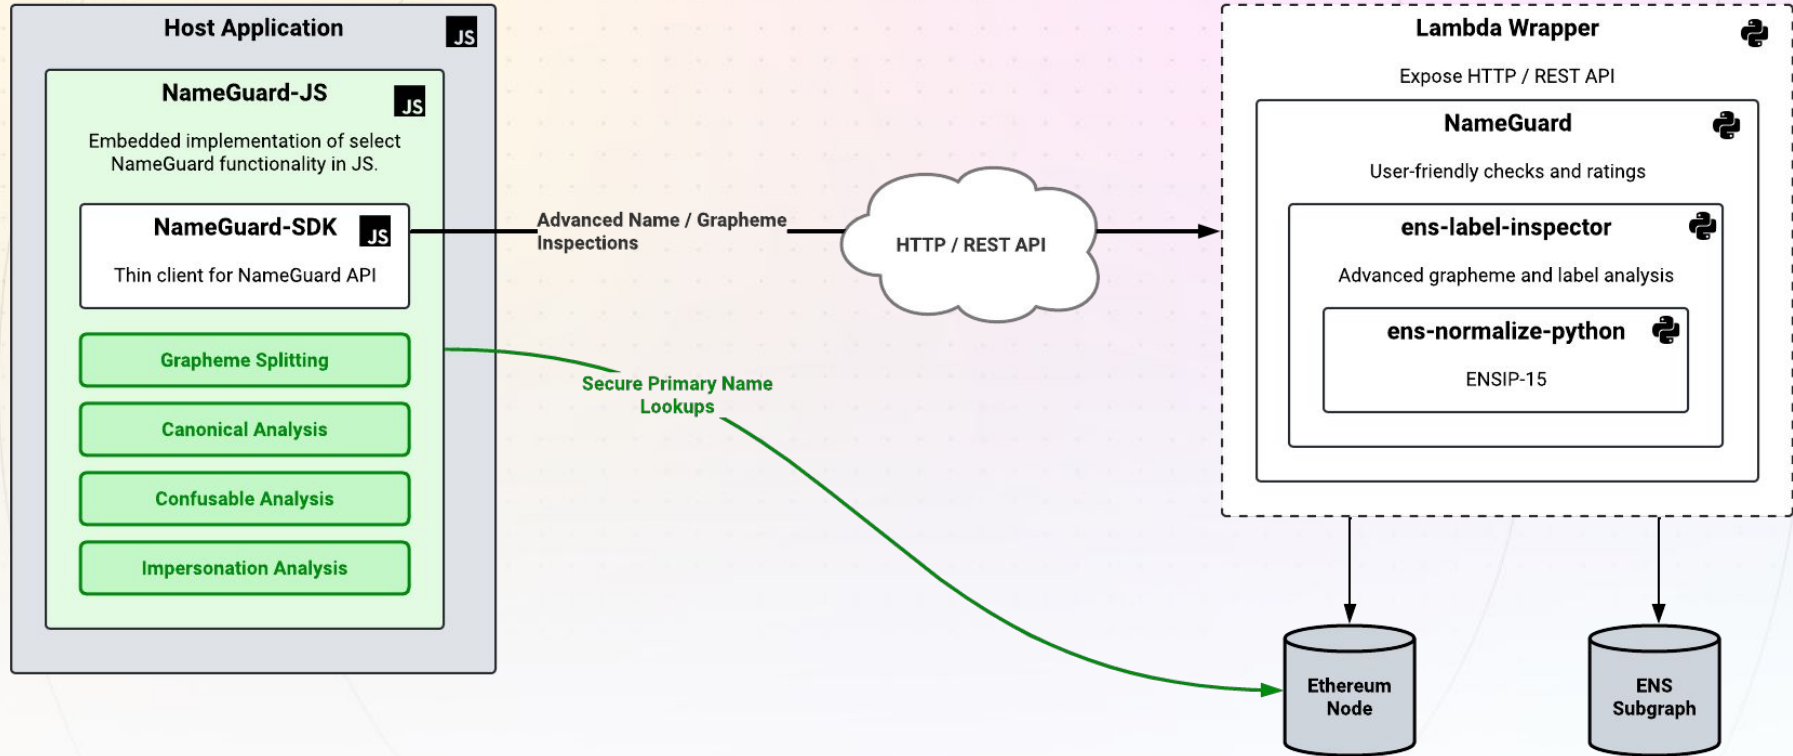 Host Application
JS
NameGuard-JS
JS
Embedded implementation of select
NameGuard functionality in JS.
NameGuard-SDK
JS
Thin client for NameGuard API
Grapheme Splitting
Canonical Analysis
Confusable Analysis
Impersonation Analysis
Advanced Name / Grapheme
Inspections
HTTP / REST API
Secure Primary Name
Lookups
Lambda Wrapper
Expose HTTP / REST API
NameGuard
User-friendly checks and ratings
ens-label-inspector
Advanced grapheme and label analysis
ens-normalize-python
ENSIP-15
Ethereum
Node
ENS
Subgraph